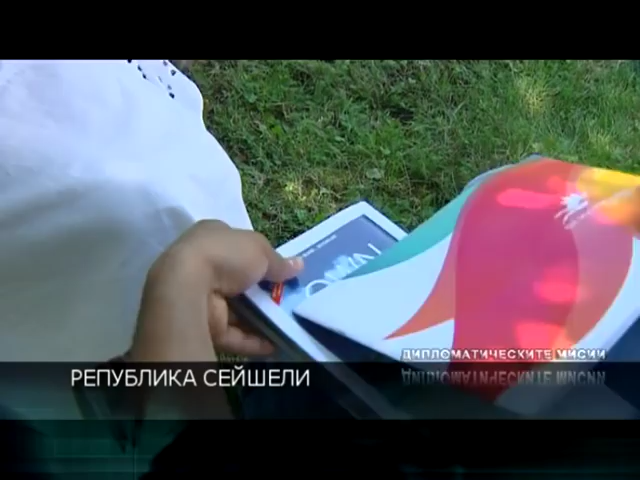 ДИПЛОМАТИЧЕСКИТЕ МИСИИ
РЕПУБЛИКА СЕЙШЕЛИ